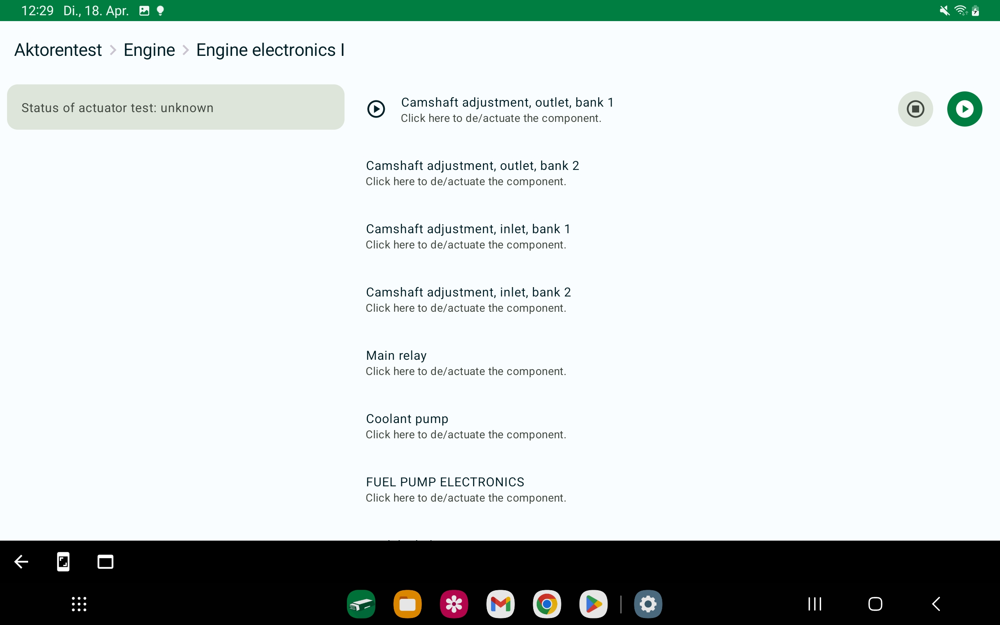 12:29 Di., 18. Apr.
Aktorentest > Engine > Engine electronics I
Status of actuator test: unknown
Camshaft adjustment, outlet, bank 1
Click here to de/actuate the component.
Camshaft adjustment, outlet, bank 2
Click here to de/actuate the component.
Camshaft adjustment, inlet, bank 1
Click here to de/actuate the component.
Camshaft adjustment, inlet, bank 2
Click here to de/actuate the component.
Main relay
Click here to de/actuate the component.
Coolant pump
Click here to de/actuate the component.
FUEL PUMP ELECTRONICS
Click here to de/actuate the component.